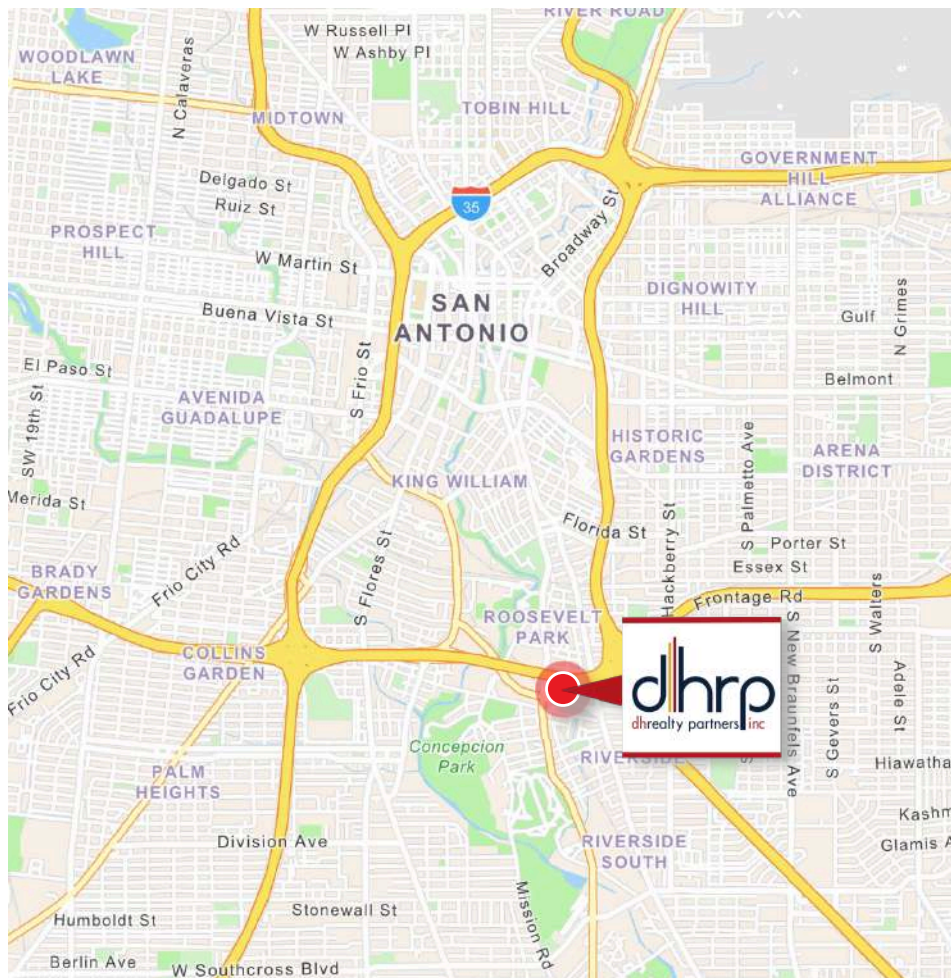 RIVER ROAD
W Russell Pl
W Ashby Pl
WOODLAWN
LAKE
N Calaveras
TOBIN HILL
MIDTOWN
GOVERNMENT
HILL
ALLIANCE
Delgado St
Ruiz St
35
Broadway St
PROSPECT
HILL
W Martin St
DIGNOWITY
HILL
N Grimes
SAN
ANTONIO
Buena Vista St
Gulf
El Paso St
S Frio St
Belmont
AVENIDA
GUADALUPE
SW 19th St
HISTORIC
GARDENS
S Palmetto Ave
ARENA
DISTRICT
KING WILLIAM
Merida St
Florida St
Hackberry St
Porter St
Essex St
Frio City Rd
S Flores St
BRADY
GARDENS
Frontage Rd
S Walters
ROOSEVELT
PARK
S New Braunfels Ave
COLLINS
GARDEN
Frio City Rd
dhrp
dhrealty partners inc
Adele St
S Gevers St
Concepcion
Park
RIVERSIDE
Hiawatha
PALM
HEIGHTS
Kashm
Division Ave
RIVERSIDE
SOUTH
Glamis A
Mission Rd
Stonewall St
Humboldt St
Berlin Ave
W Southcross Blvd